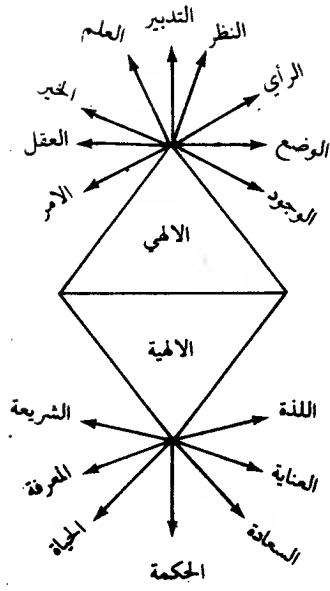 التدبير
النظر
العلم
الرأي
الخير
الوضع
العقل
الوجود
الامر
الالهي
الالهية
اللذة
الشريعة
العناية
المعرفة
السعادة
الحياة
الحكمة